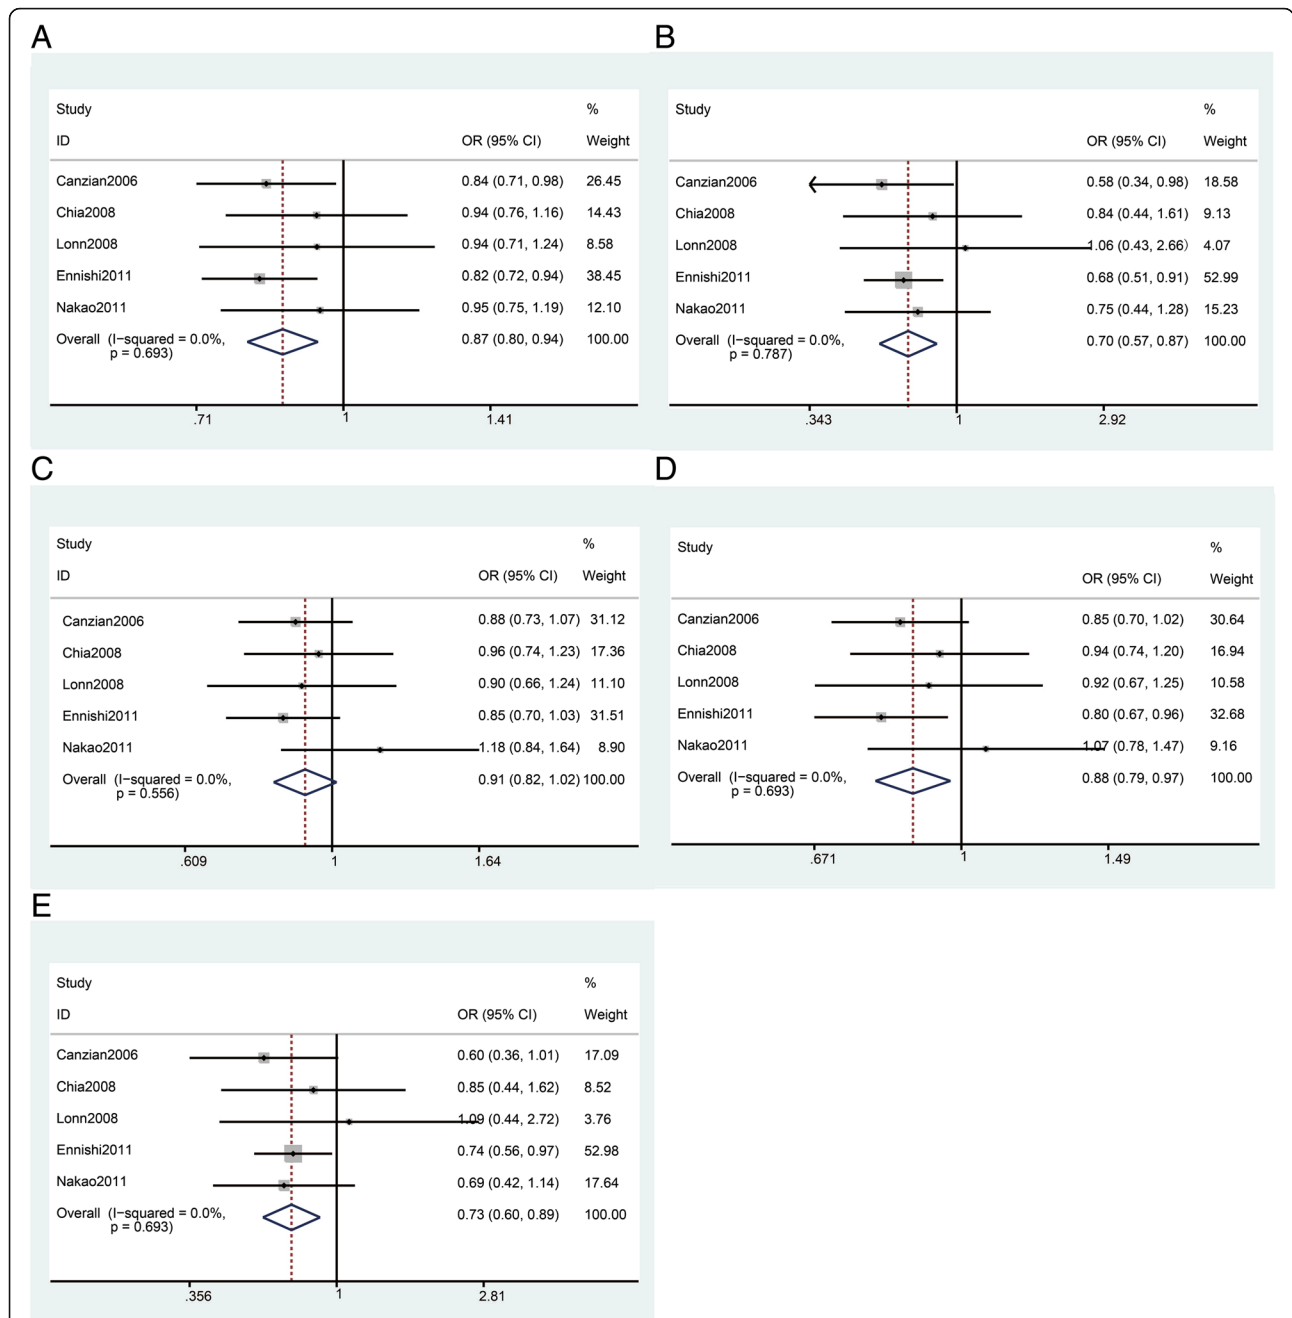 A
Study %
ID OR (95% CI) Weight
Canzian2006 0.84 (0.71, 0.98) 26.45
Chia2008 0.94 (0.76, 1.16) 14.43
Lonn2008 0.94 (0.71, 1.24) 8.58
Ennishi2011 0.82 (0.72, 0.94) 38.45
Nakao2011 0.95 (0.75, 1.19) 12.10
Overall (I−squared = 0.0%, 0.87 (0.80, 0.94) 100.00
p = 0.693)
.71 1 1.41
B
Study %
ID OR (95% CI) Weight
Canzian2006 0.58 (0.34, 0.98) 18.58
Chia2008 0.84 (0.44, 1.61) 9.13
Lonn2008 1.06 (0.43, 2.66) 4.07
Ennishi2011 0.68 (0.51, 0.91) 52.99
Nakao2011 0.75 (0.44, 1.28) 15.23
Overall (I−squared = 0.0%, 0.70 (0.57, 0.87) 100.00
p = 0.787)
.343 1 2.92
C
Study %
ID OR (95% CI) Weight
Canzian2006 0.88 (0.73, 1.07) 31.12
Chia2008 0.96 (0.74, 1.23) 17.36
Lonn2008 0.90 (0.66, 1.24) 11.10
Ennishi2011 0.85 (0.70, 1.03) 31.51
Nakao2011 1.18 (0.84, 1.64) 8.90
Overall (I−squared = 0.0%, 0.91 (0.82, 1.02) 100.00
p = 0.556)
.609 1 1.64
D
Study %
ID OR (95% CI) Weight
Canzian2006 0.85 (0.70, 1.02) 30.64
Chia2008 0.94 (0.74, 1.20) 16.94
Lonn2008 0.92 (0.67, 1.25) 10.58
Ennishi2011 0.80 (0.67, 0.96) 32.68
Nakao2011 1.07 (0.78, 1.47) 9.16
Overall (I−squared = 0.0%, 0.88 (0.79, 0.97) 100.00
p = 0.693)
.671 1 1.49
E
Study %
ID OR (95% CI) Weight
Canzian2006 0.60 (0.36, 1.01) 17.09
Chia2008 0.85 (0.44, 1.62) 8.52
Lonn2008 1.09 (0.44, 2.72) 3.76
Ennishi2011 0.74 (0.56, 0.97) 52.98
Nakao2011 0.69 (0.42, 1.14) 17.64
Overall (I−squared = 0.0%, 0.73 (0.60, 0.89) 100.00
p = 0.693)
.356 1 2.81